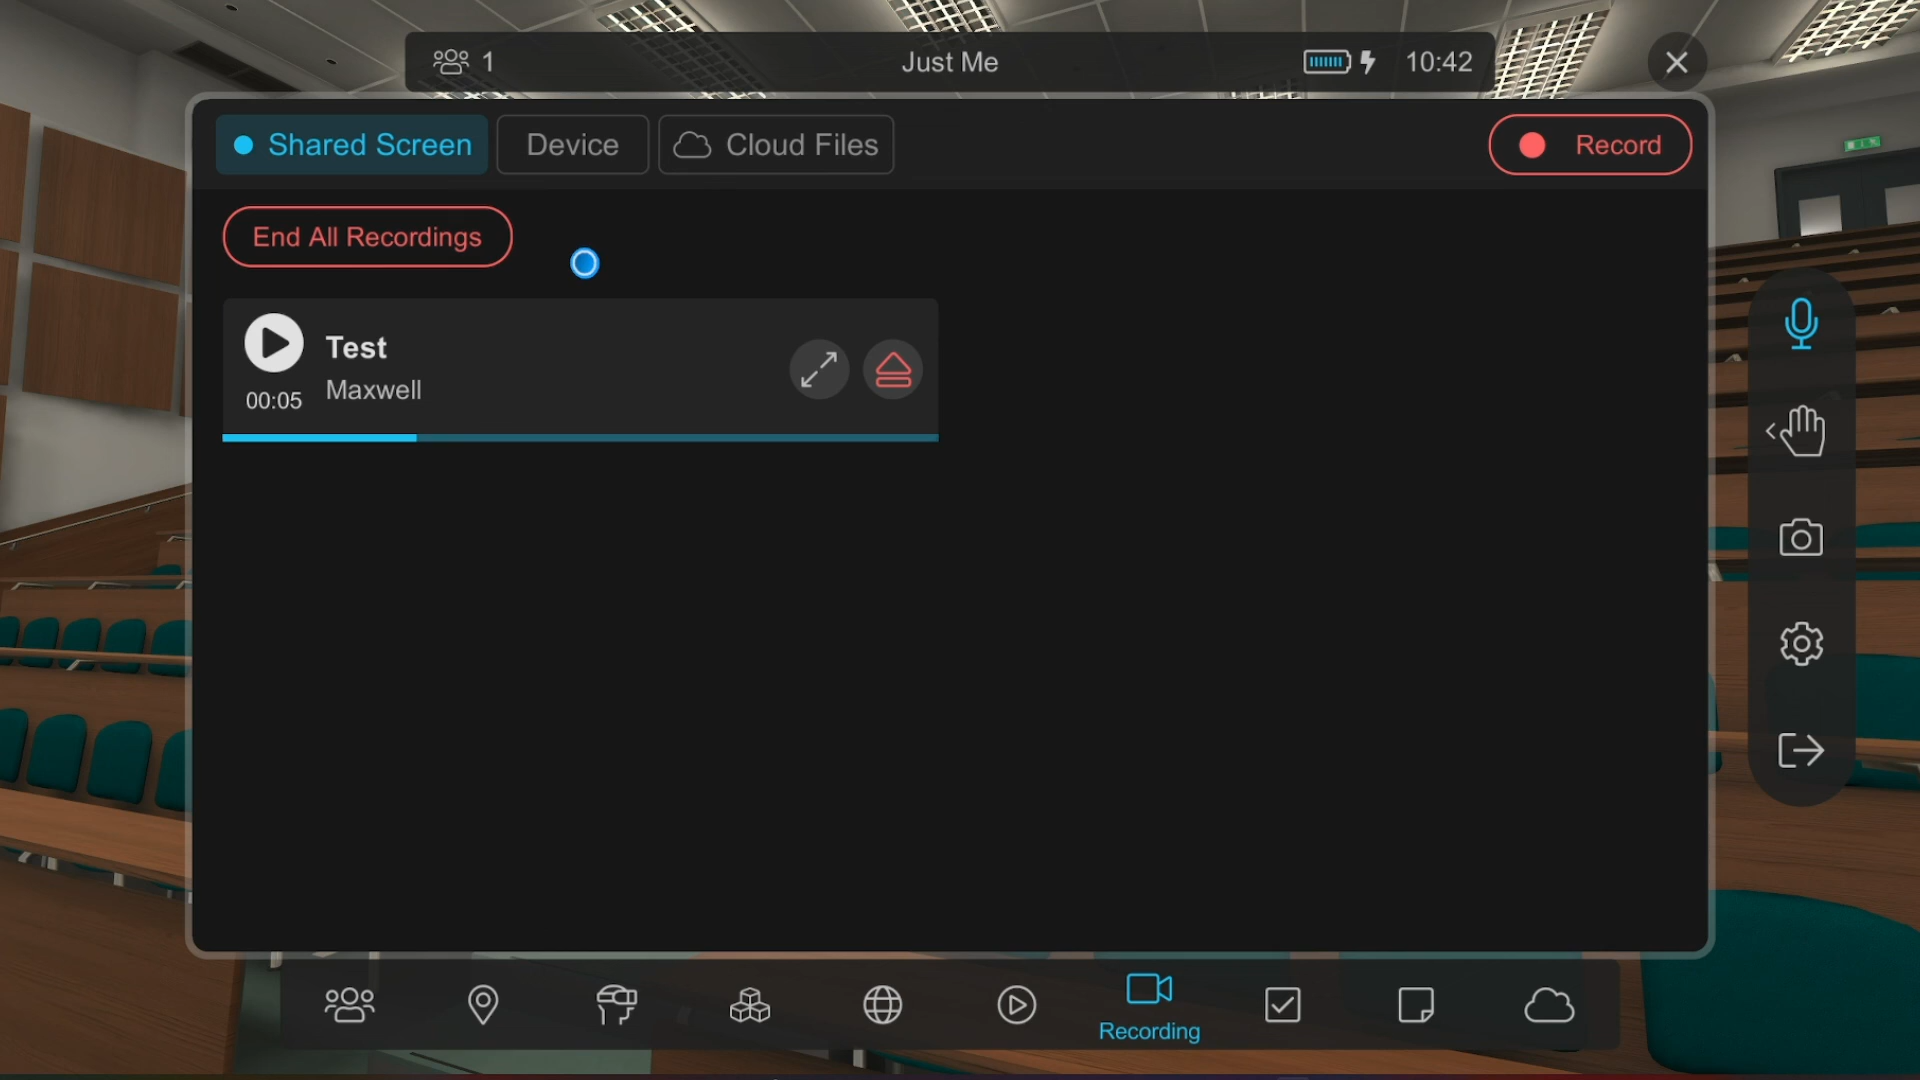 1
Just Me
10:42
Shared Screen
Device
Cloud Files
Record
End All Recordings
Test
Maxwell
00:05
Recording